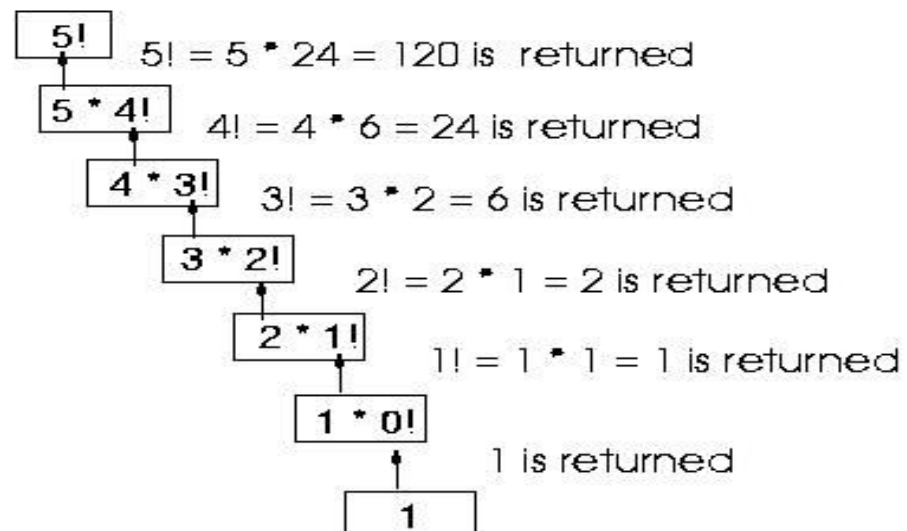 5!
5! = 5 * 24 = 120 is returned
5 * 4!
4! = 4 * 6 = 24 is returned
4 * 3!
3! = 3 * 2 = 6 is returned
3 * 2!
2! = 2 * 1 = 2 is returned
2 * 1!
1! = 1 * 1 = 1 is returned
1 * 0!
1 is returned
1